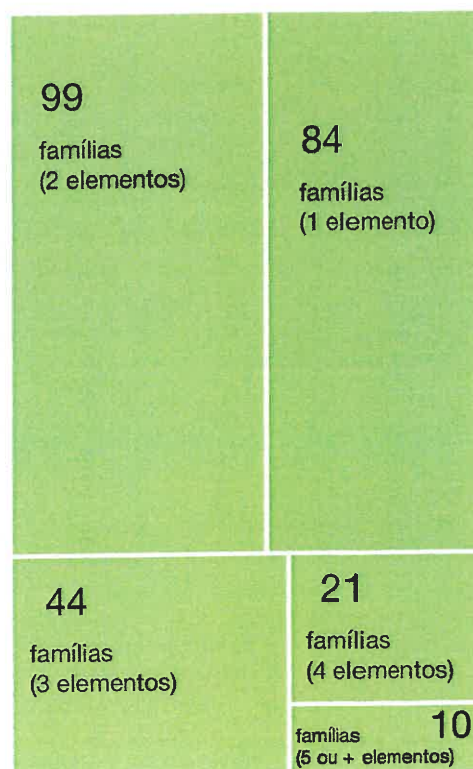 99
famílias
(2 elementos)
84
famílias
(1 elemento)
44
famílias
(3 elementos)
21
famílias
(4 elementos)
famílias 10
(5 ou + elementos)